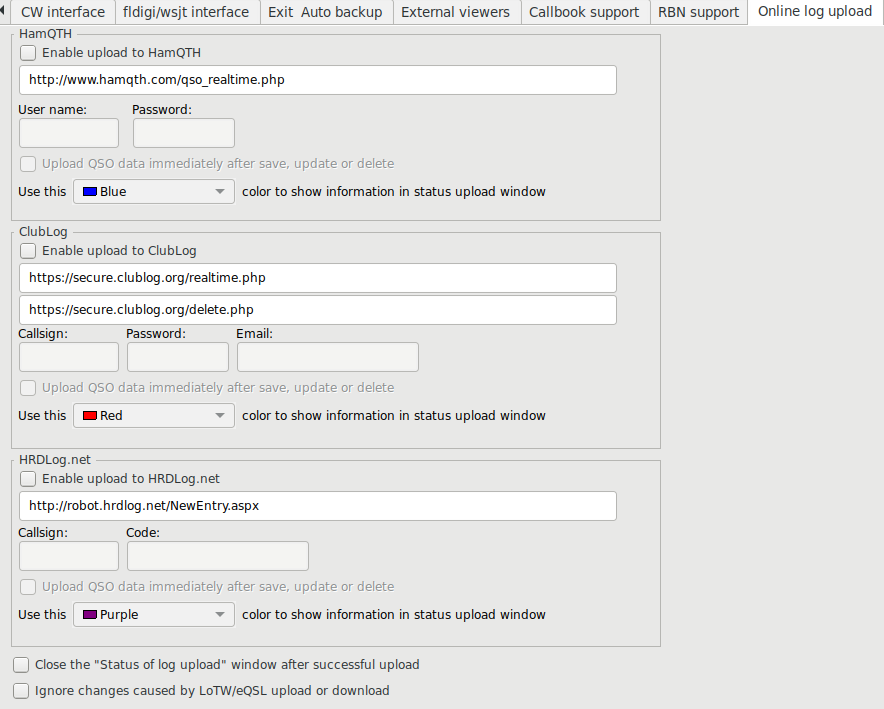 CW interface fldigi/wsjt interface Exit Auto backup External viewers Callbook support RBN support Online log upload
HamQTH
Enable upload to HamQTH
http://www.hamqth.com/qso_realtime.php
User name: Password:
Upload QSO data immediately after save, update or delete
Use this Blue color to show information in status upload window
ClubLog
Enable upload to ClubLog
https://secure.clublog.org/realtime.php
https://secure.clublog.org/delete.php
Callsign: Password: Email:
Upload QSO data immediately after save, update or delete
Use this Red color to show information in status upload window
HRDLog.net
Enable upload to HRDLog.net
http://robot.hrdlog.net/NewEntry.aspx
Callsign: Code:
Upload QSO data immediately after save, update or delete
Use this Purple color to show information in status upload window
Close the "Status of log upload" window after successful upload
Ignore changes caused by LoTW/eQSL upload or download